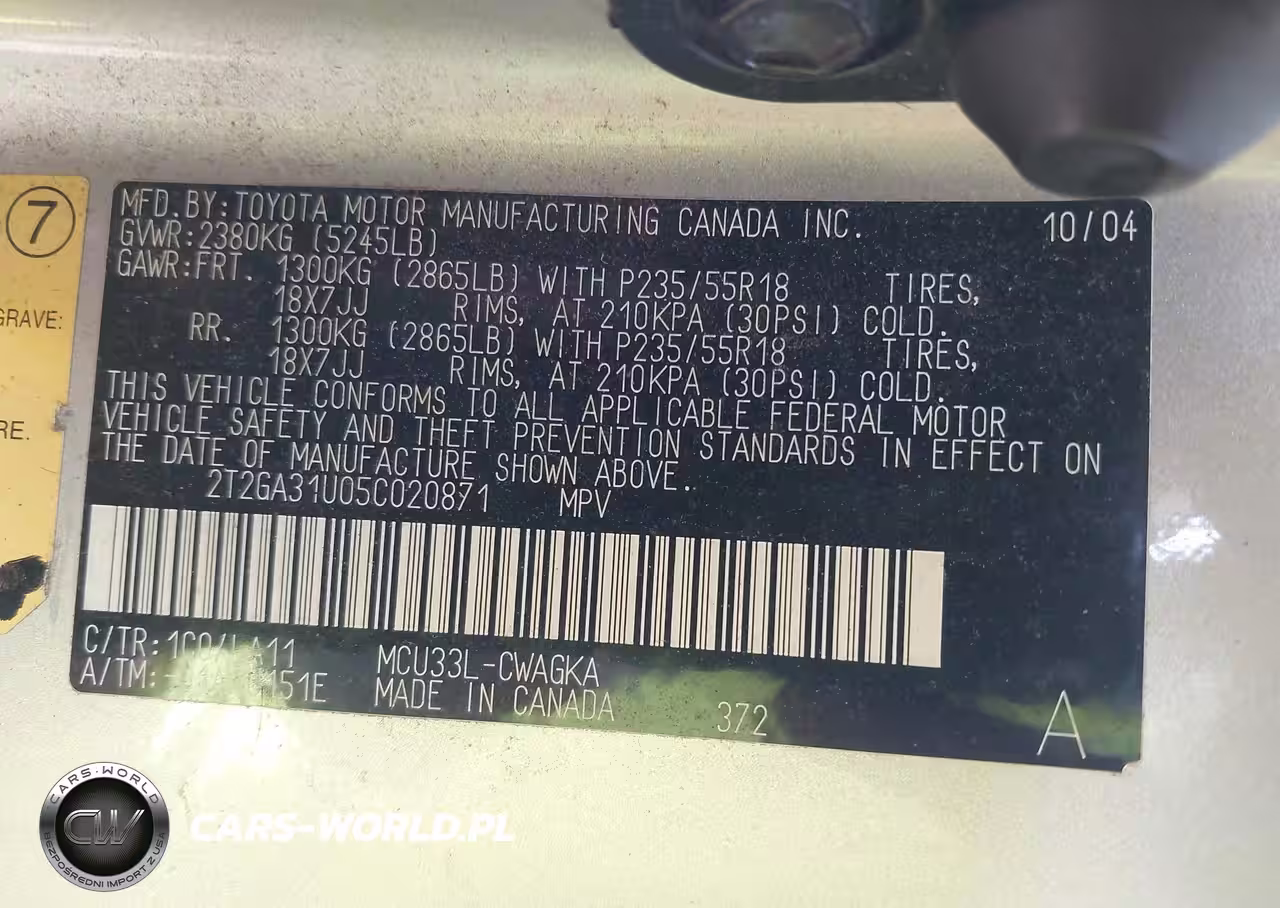 7
GRAVE:
RE.
MFD.BY:TOYOTA MOTOR MANUFACTURING CANADA INC. 10/04
GVWR:2380KG (5245LB)
GAWR:FRT. 1300KG (2865LB) WITH P235/55R18 TIRES,
18X7JJ RIMS, AT 210KPA (30PSI) COLD.
RR. 1300KG (2865LB) WITH P235/55R18 TIRES,
18X7JJ RIMS, AT 210KPA (30PSI) COLD.
THIS VEHICLE CONFORMS TO ALL APPLICABLE FEDERAL MOTOR
VEHICLE SAFETY AND THEFT PREVENTION STANDARDS IN EFFECT ON
THE DATE OF MANUFACTURE SHOWN ABOVE.
2T2GA31U05C020871 MPV
C/TR: MCU33L-CWAGKA
A/TM: MADE IN CANADA 372 A
CARS-WORLD
CW
BEZPOŚREDNI IMPORT Z USA
CARS-WORLD.PL